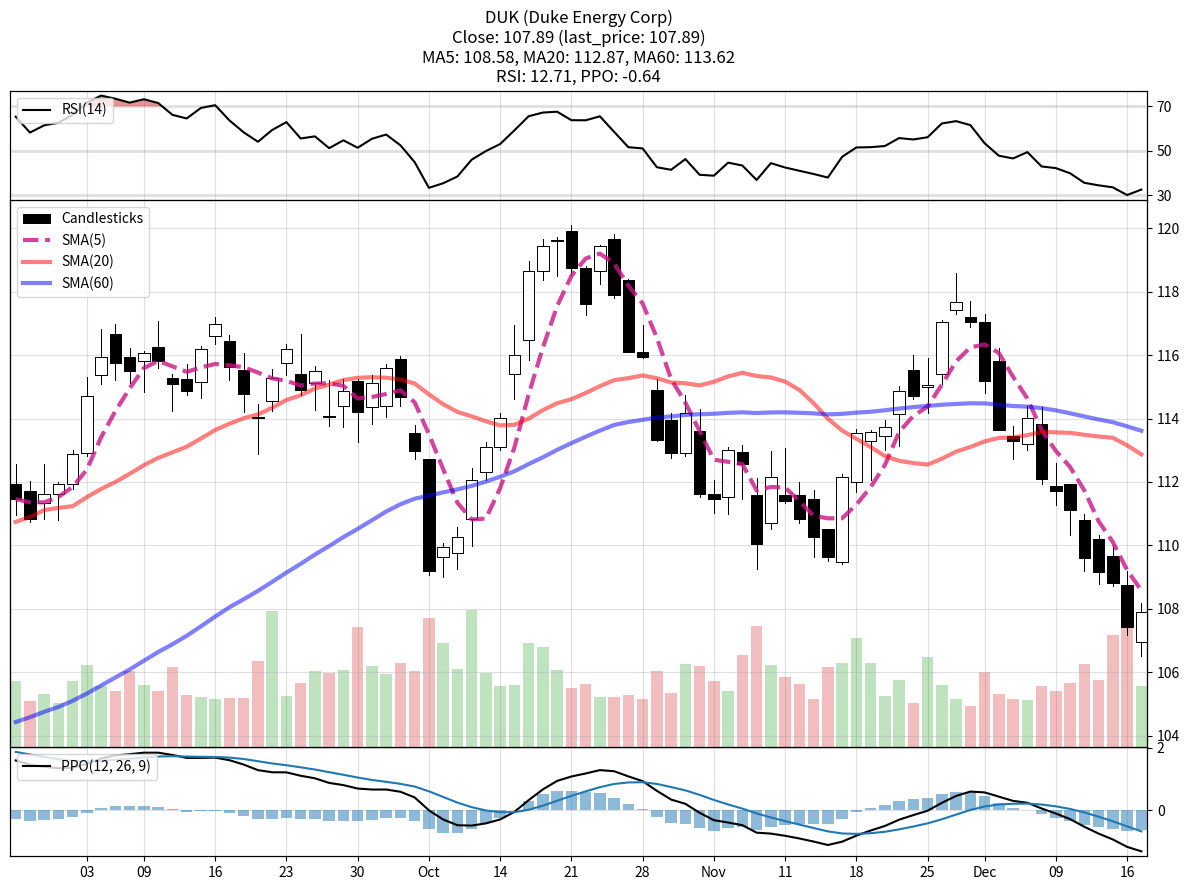 DUK (Duke Energy Corp)
Close: 107.89 (last_price: 107.89)
MA5: 108.58, MA20: 112.87, MA60: 113.62
RSI: 12.71, PPO: -0.64
RSI(14)
70
50
30
Candlesticks
SMA(5)
SMA(20)
SMA(60)
120
118
116
114
112
110
108
106
104
PPO(12, 26, 9)
2
0
03 09 16 23 30 Oct 14 21 28 Nov 11 18 25 Dec 09 16